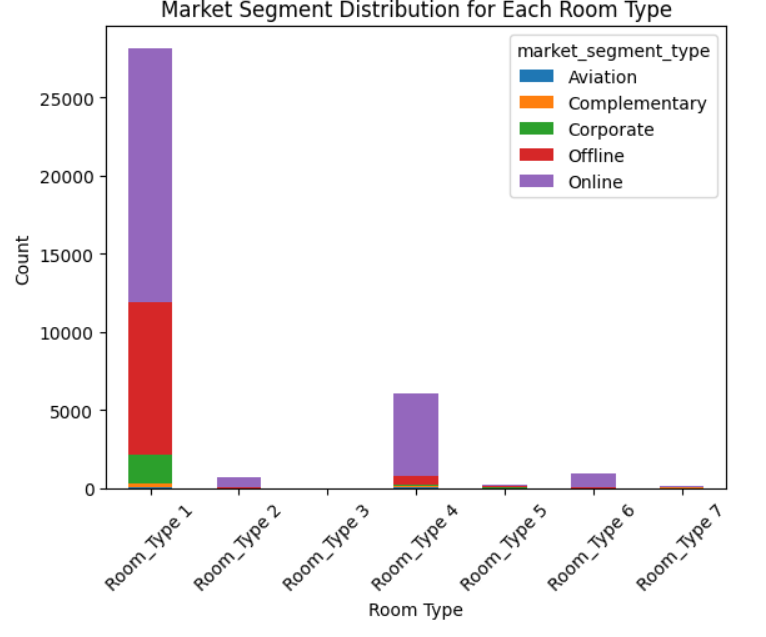 Market Segment Distribution for Each Room Type
market_segment_type
Aviation
Complementary
Corporate
Offline
Online
25000
20000
15000
10000
5000
0
Count
Room_Type 1
Room_Type 2
Room_Type 3
Room_Type 4
Room_Type 5
Room_Type 6
Room_Type 7
Room Type